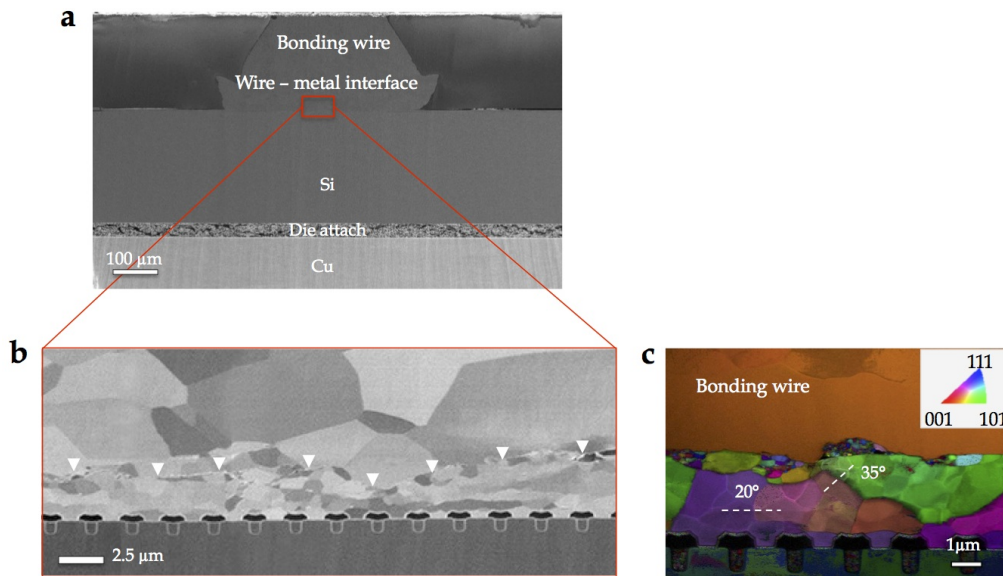 a
Bonding wire
Wire – metal interface
Si
Die attach
100 µm
Cu
b
2.5 µm
c
Bonding wire
111
001 101
35°
20°
1µm